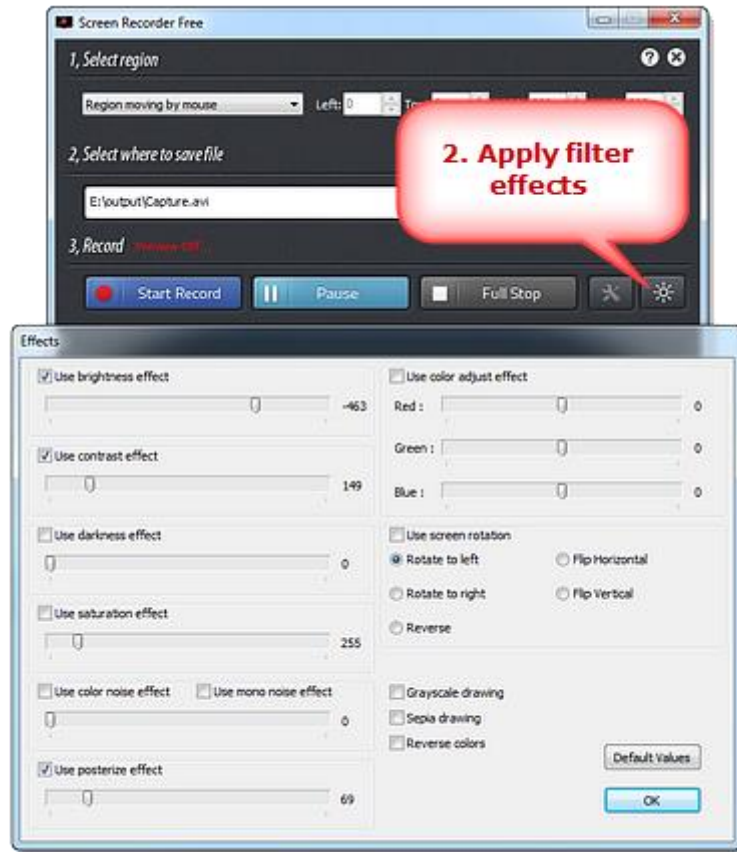 Screen Recorder Free
1, Select region
Region moving by mouse Left: 0
2, Select where to save file
E:\output\Capture.avi
2. Apply filter
effects
3, Record
Start Record Pause Full Stop
Effects
Use brightness effect
-463
Use contrast effect
149
Use darkness effect
0
Use saturation effect
255
Use color noise effect Use mono noise effect
0
Use posterize effect
69
Use color adjust effect
Red : 0
Green : 0
Blue : 0
Use screen rotation
Rotate to left Flip Horizontal
Rotate to right Flip Vertical
Reverse
Grayscale drawing
Sepia drawing
Reverse colors
Default Values
OK